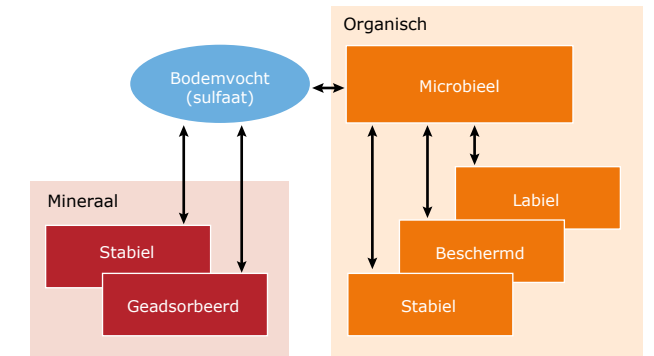 Organisch
Bodemvocht
(sulfaat)
Microbieel
Mineraal
Labiel
Stabiel
Beschermd
Geadsorbeerd
Stabiel